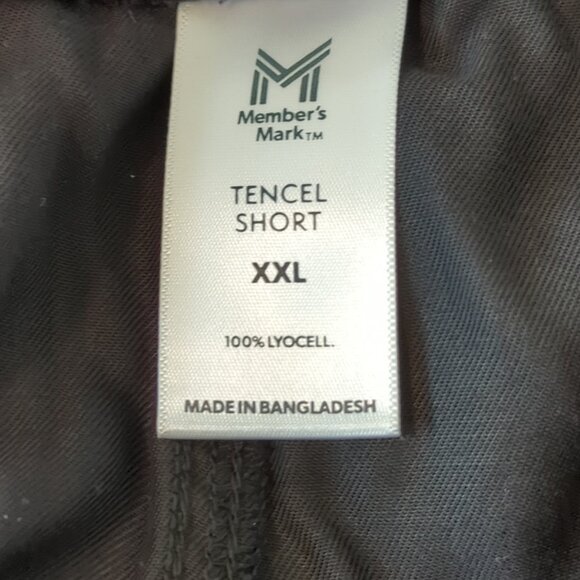 Member's
Mark™
TENCEL
SHORT
XXL
100% LYOCELL.
MADE IN BANGLADESH